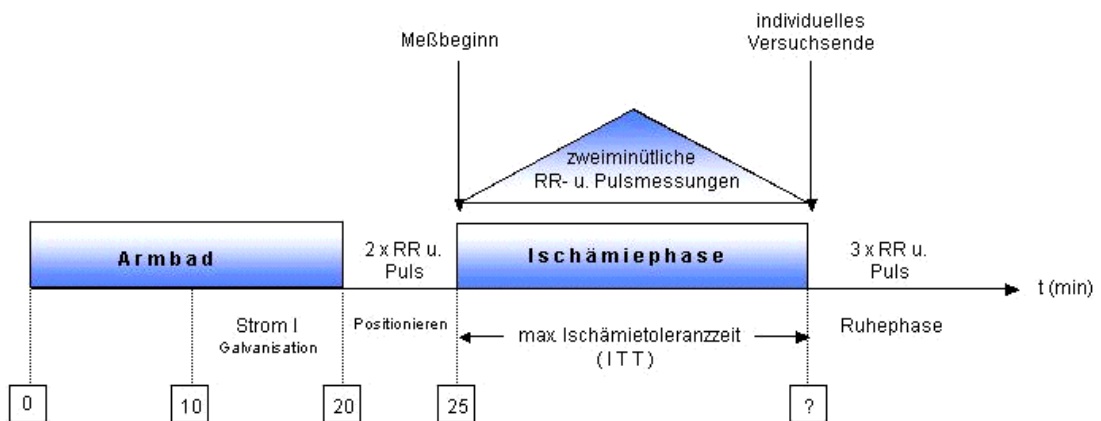 Meßbeginn
individuelles
Versuchsende
zweiminütliche
RR- u. Pulsmessungen
Armbad
2 x RR u.
Puls
Ischämiephase
3 x RR u.
Puls
t (min)
Strom I
Galvanisation
Positionieren
max. Ischämietoleranzzeit
( I T T )
Ruhephase
0
10
20
25
?